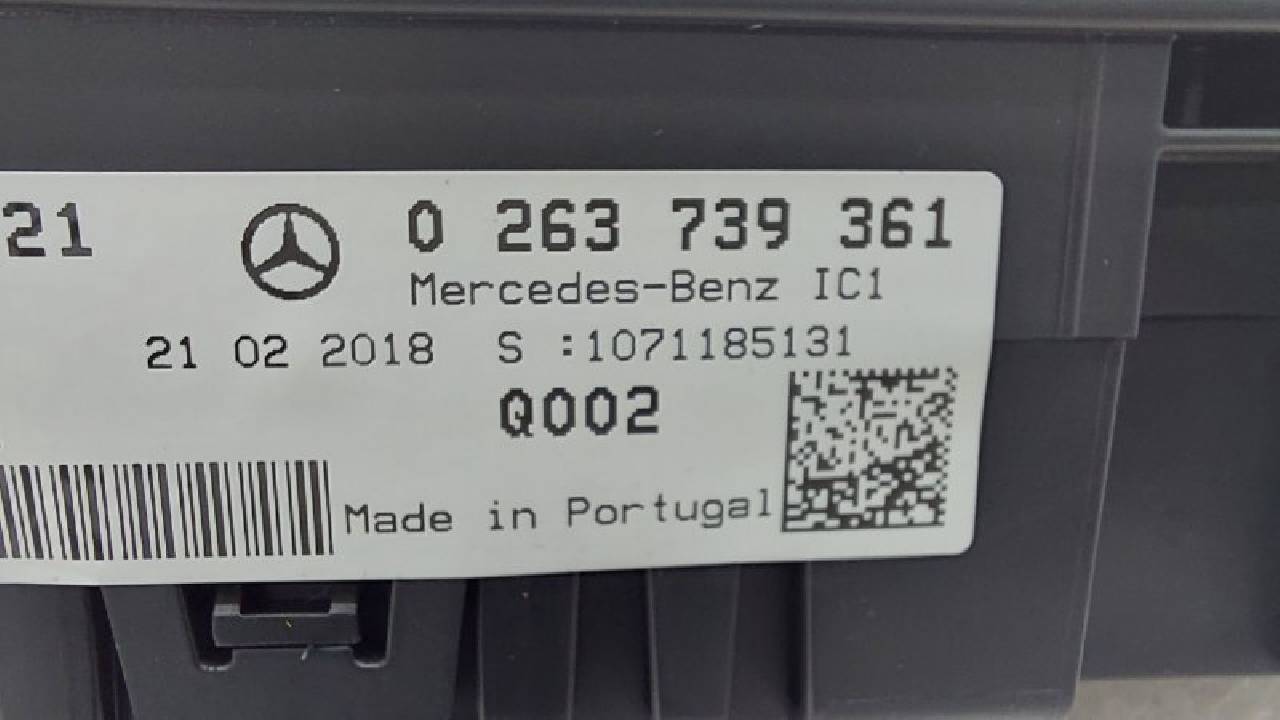 21 0 263 739 361
Mercedes-Benz IC1
21 02 2018 S :1071185131
Q002
Made in Portugal